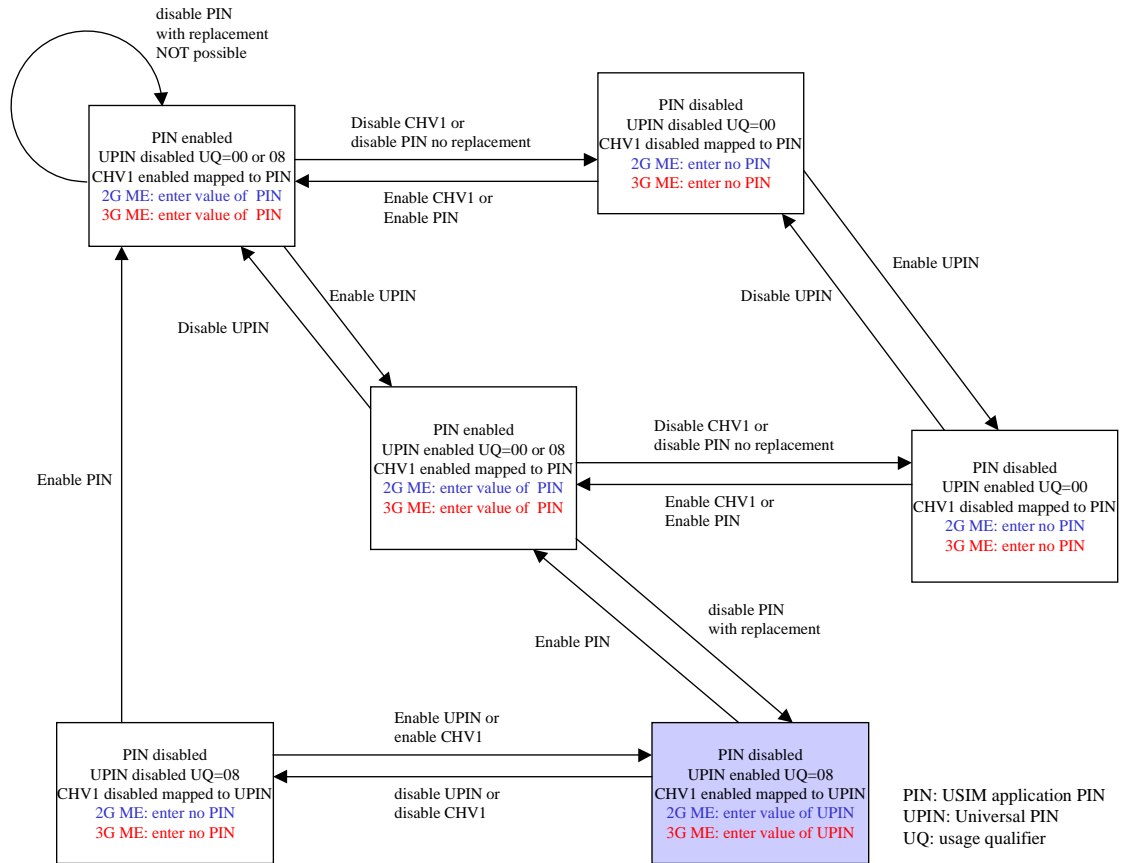 disable PIN
with replacement
NOT possible
PIN enabled
UPIN disabled UQ=00 or 08
CHV1 enabled mapped to PIN
2G ME: enter value of  PIN
3G ME: enter value of  PIN
Disable CHV1 or
disable PIN no replacement
Enable CHV1 or
Enable PIN
PIN disabled
UPIN disabled UQ=00
CHV1 disabled mapped to PIN
2G ME: enter no PIN
3G ME: enter no PIN
Enable UPIN
Disable UPIN
Enable UPIN
Disable UPIN
PIN enabled
UPIN enabled UQ=00 or 08
CHV1 enabled mapped to PIN
2G ME: enter value of  PIN
3G ME: enter value of  PIN
Disable CHV1 or
disable PIN no replacement
Enable CHV1 or
Enable PIN
PIN disabled
UPIN enabled UQ=00
CHV1 disabled mapped to PIN
2G ME: enter no PIN
3G ME: enter no PIN
Enable PIN
disable PIN
with replacement
Enable PIN
PIN disabled
UPIN disabled UQ=08
CHV1 disabled mapped to UPIN
2G ME: enter no PIN
3G ME: enter no PIN
Enable UPIN or
enable CHV1
disable UPIN or
disable CHV1
PIN disabled
UPIN enabled UQ=08
CHV1 enabled mapped to UPIN
2G ME: enter value of UPIN
3G ME: enter value of UPIN
PIN: USIM application PIN
UPIN: Universal PIN
UQ: usage qualifier